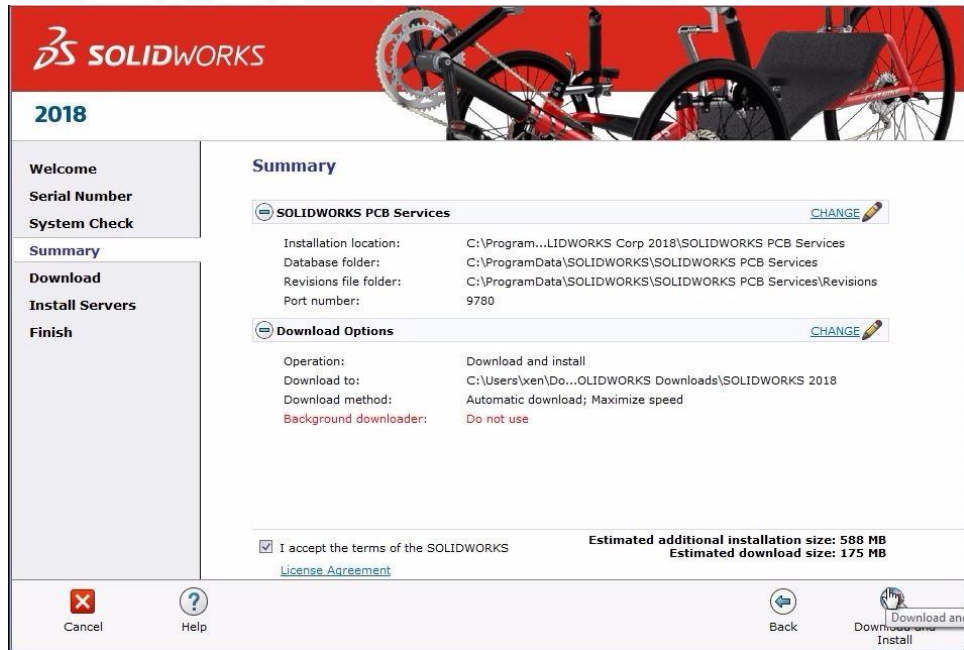 SOLIDWORKS
2018
Welcome
Serial Number
System Check
Summary
Download
Install Servers
Finish
Summary
SOLIDWORKS PCB Services CHANGE
Installation location: C:\Program...LIDWORKS Corp 2018\SOLIDWORKS PCB Services
Database folder: C:\ProgramData\SOLIDWORKS\SOLIDWORKS PCB Services
Revisions file folder: C:\ProgramData\SOLIDWORKS\SOLIDWORKS PCB Services\Revisions
Port number: 9780
Download Options CHANGE
Operation: Download and install
Download to: C:\Users\xen\Do...OLIDWORKS Downloads\SOLIDWORKS 2018
Download method: Automatic download; Maximize speed
Background downloader: Do not use
I accept the terms of the SOLIDWORKS
License Agreement
Estimated additional installation size: 588 MB
Estimated download size: 175 MB
Cancel
Help
Back
Download and
Install